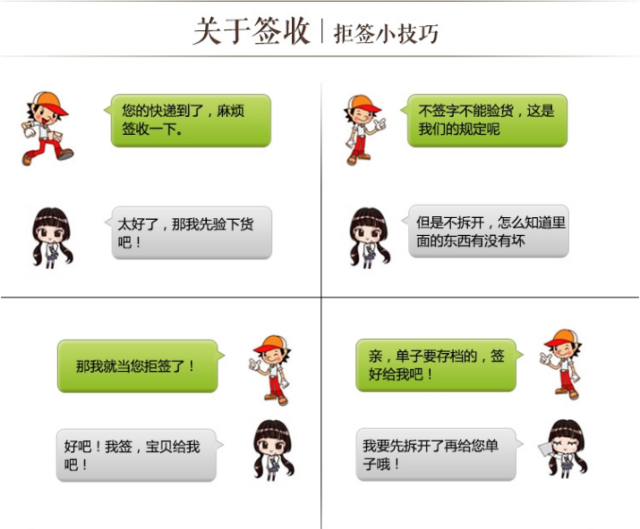 关于签收|拒签小技巧
您的快递到了，麻烦
签收一下。
太好了，那我先验下货
吧！
不签字不能验货，这是
我们的规定呢
但是不拆开，怎么知道里
面的东西有没有坏
那我就当您拒签了！
好吧！我签，宝贝给我
吧！
亲，单子要存档的，签
好给我吧！
我要先拆开了再给您单
子哦！